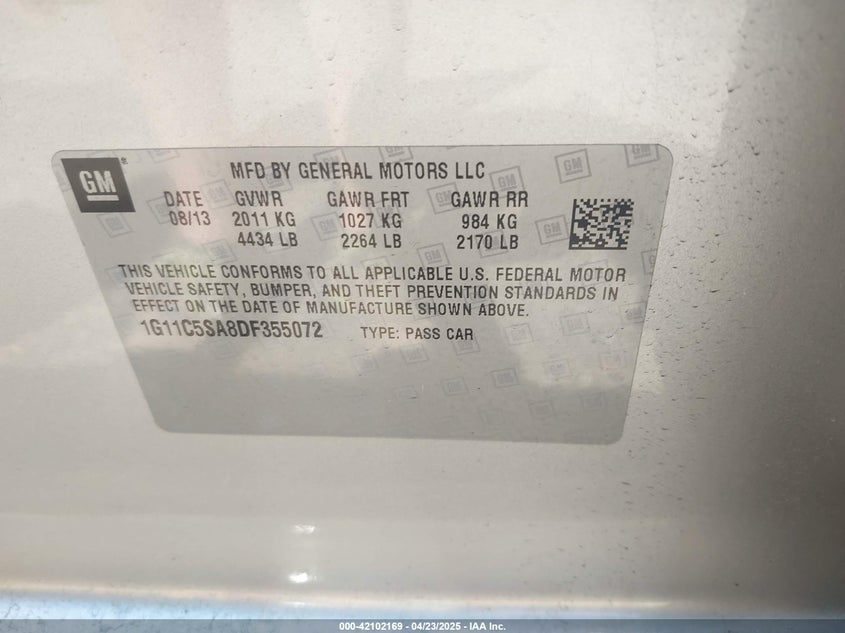 GM
MFD BY GENERAL MOTORS LLC
DATE GVWR GAWR FRT GAWR RR
08/13 2011 KG 1027 KG 984 KG
4434 LB 2264 LB 2170 LB
THIS VEHICLE CONFORMS TO ALL APPLICABLE U.S. FEDERAL MOTOR
VEHICLE SAFETY, BUMPER, AND THEFT PREVENTION STANDARDS IN
EFFECT ON THE DATE OF MANUFACTURE SHOWN ABOVE.
1G11C5SA8DF355072 TYPE: PASS CAR
000-42102169 - 04/23/2025 - IAA Inc.